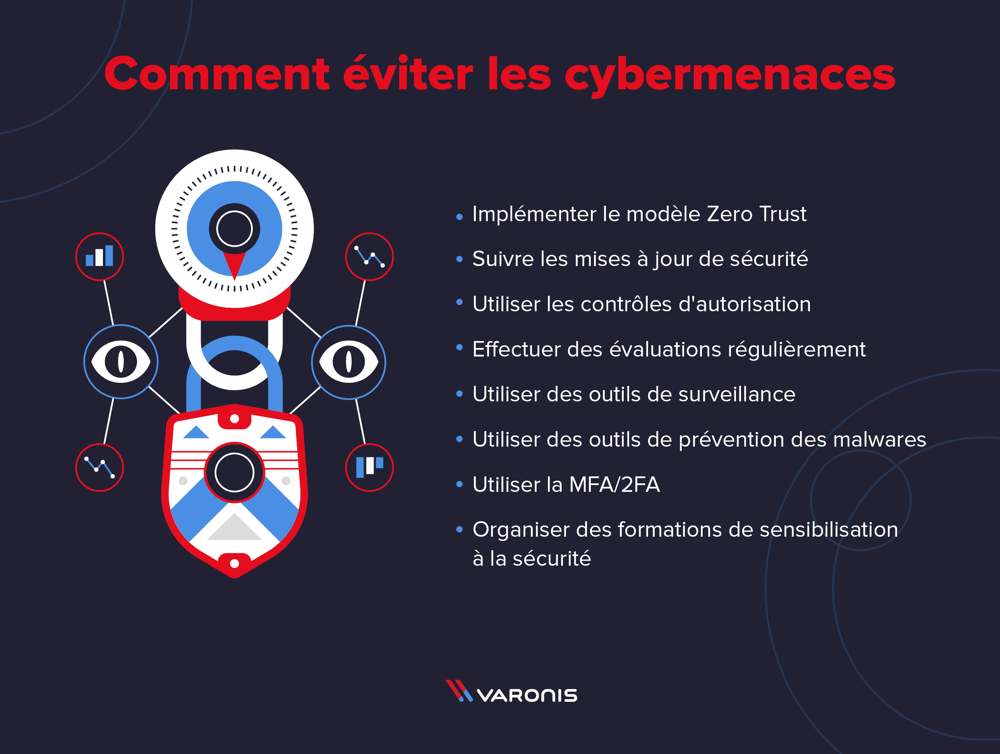 Comment éviter les cybermenaces
Implémenter le modèle Zero Trust
Suivre les mises à jour de sécurité
Utiliser les contrôles d'autorisation
Effectuer des évaluations régulièrement
Utiliser des outils de surveillance
Utiliser des outils de prévention des malwares
Utiliser la MFA/2FA
Organiser des formations de sensibilisation
à la sécurité
VARONIS